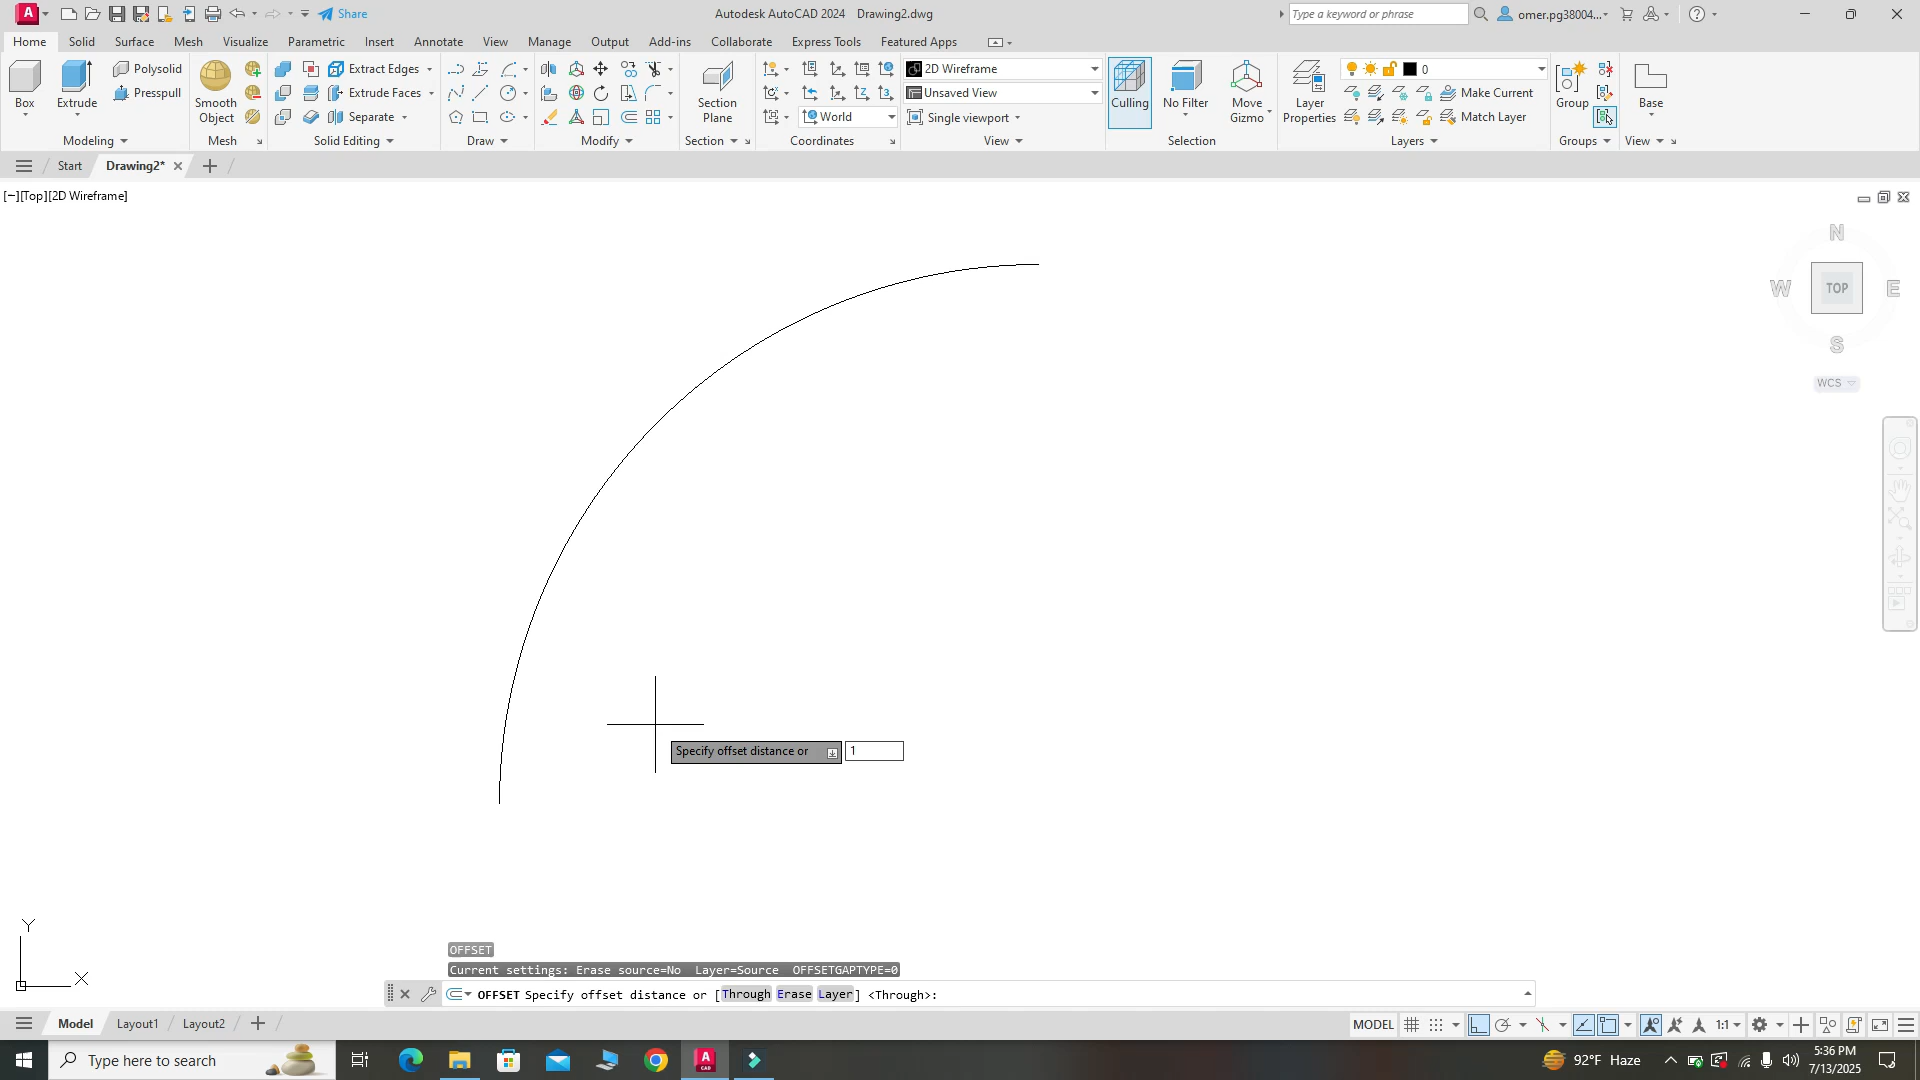 Share
Autodesk AutoCAD 2024 Drawing2.dwg
Type a keyword or phrase
omer.pg38004...
Home Solid Surface Mesh Visualize Parametric Insert Annotate View Manage Output Add-ins Collaborate Express Tools Featured Apps
Polysolid
Extract Edges
2D Wireframe
0
Presspull
Extrude Faces
Unsaved View
Make Current
Box
Extrude
Smooth
Object
Separate
Section
Plane
World
Single viewport
Culling
No Filter
Move
Gizmo
Layer
Properties
Match Layer
Group
Base
Modeling
Mesh
Solid Editing
Draw
Modify
Section
Coordinates
View
Selection
Layers
Groups
View
Start
Drawing2*
[−][Top][2D Wireframe]
N
W
TOP
E
S
WCS
Specify offset distance or
1
Y
X
OFFSET
Current settings: Erase source=No Layer=Source OFFSETGAPTYPE=0
OFFSET Specify offset distance or [Through Erase Layer] <Through>:
Model Layout1 Layout2
MODEL
1:1
A
CAD
Type here to search
92°F Haze
5:36 PM
7/13/2025